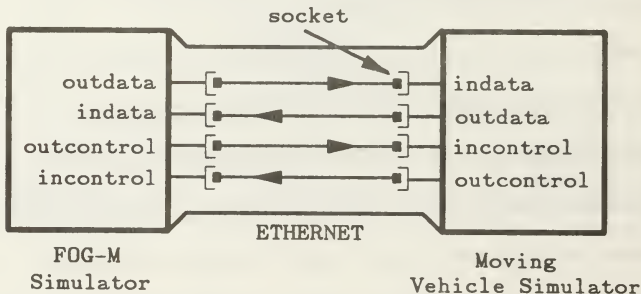 socket
outdata
indata
outcontrol
incontrol
indata
outdata
incontrol
outcontrol
ETHERNET
FOG-M
Simulator
Moving
Vehicle Simulator